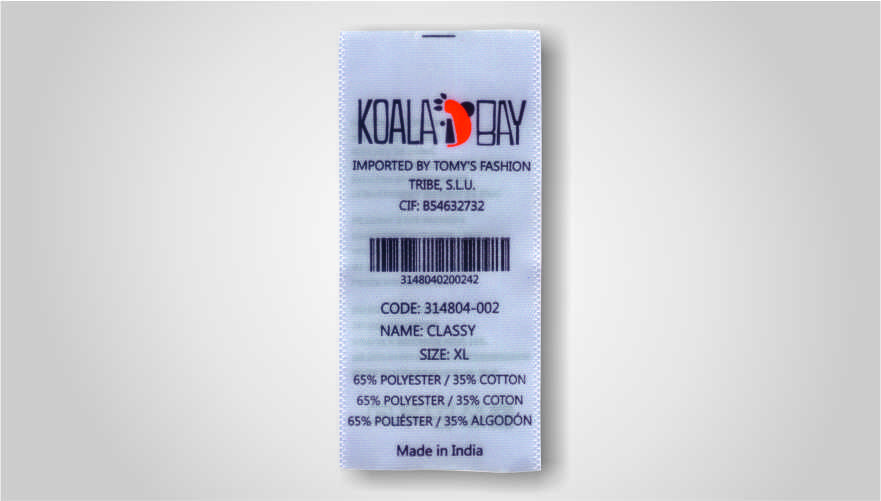 KOALA BAY
IMPORTED BY TOMY'S FASHION
TRIBE, S.L.U.
CIF: B54632732
3148040200242
CODE: 314804-002
NAME: CLASSY
SIZE: XL
65% POLYESTER / 35% COTTON
65% POLYESTER / 35% COTON
65% POLIÉSTER / 35% ALGODÓN
Made in India